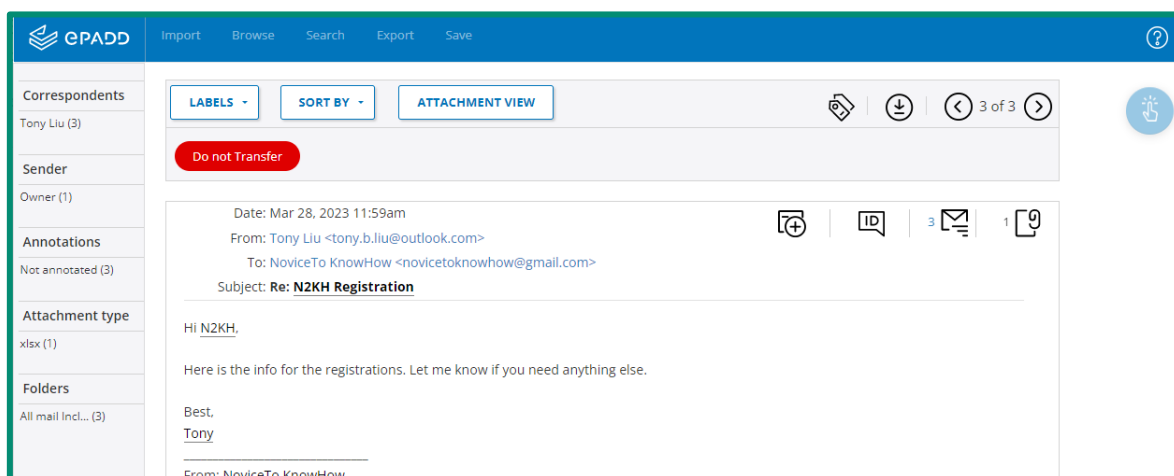 ePADD
Import Browse Search Export Save
Correspondents
Tony Liu (3)
Sender
Owner (1)
Annotations
Not annotated (3)
Attachment type
xlsx (1)
Folders
All mail Incl... (3)
LABELS SORT BY ATTACHMENT VIEW
3 of 3
Do not Transfer
Date: Mar 28, 2023 11:59am
From: Tony Liu <tony.b.liu@outlook.com>
To: NoviceTo KnowHow <novicetoknowhow@gmail.com>
Subject: Re: N2KH Registration
ID 3 1
Hi N2KH,
Here is the info for the registrations. Let me know if you need anything else.
Best,
Tony
From: NoviceTo KnowHow